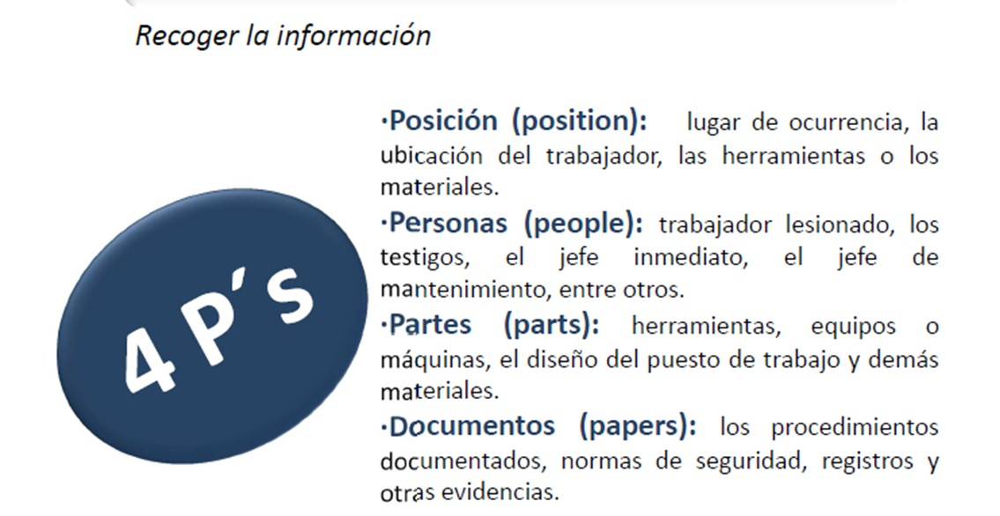 Recoger la información
·Posición (position): lugar de ocurrencia, la
ubicación del trabajador, las herramientas o los
materiales.
·Personas (people): trabajador lesionado, los
testigos, el jefe inmediato, el jefe de
mantenimiento, entre otros.
·Partes (parts): herramientas, equipos o
máquinas, el diseño del puesto de trabajo y demás
materiales.
·Documentos (papers): los procedimientos
documentados, normas de seguridad, registros y
otras evidencias.
4 P´s